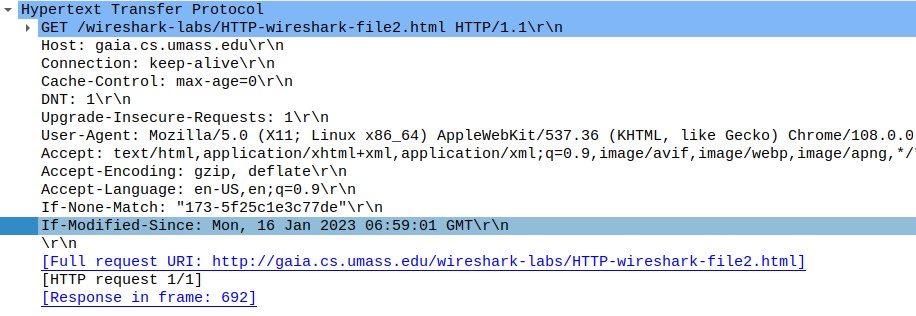 Hypertext Transfer Protocol
GET /wireshark-labs/HTTP-wireshark-file2.html HTTP/1.1\r\n
Host: gaia.cs.umass.edu\r\n
Connection: keep-alive\r\n
Cache-Control: max-age=0\r\n
DNT: 1\r\n
Upgrade-Insecure-Requests: 1\r\n
User-Agent: Mozilla/5.0 (X11; Linux x86_64) AppleWebKit/537.36 (KHTML, like Gecko) Chrome/108.0.0
Accept: text/html,application/xhtml+xml,application/xml;q=0.9,image/avif,image/webp,image/apng,*/*
Accept-Encoding: gzip, deflate\r\n
Accept-Language: en-US,en;q=0.9\r\n
If-None-Match: "173-5f25c1e3c77de"\r\n
If-Modified-Since: Mon, 16 Jan 2023 06:59:01 GMT\r\n
\r\n
[Full request URI: http://gaia.cs.umass.edu/wireshark-labs/HTTP-wireshark-file2.html]
[HTTP request 1/1]
[Response in frame: 692]